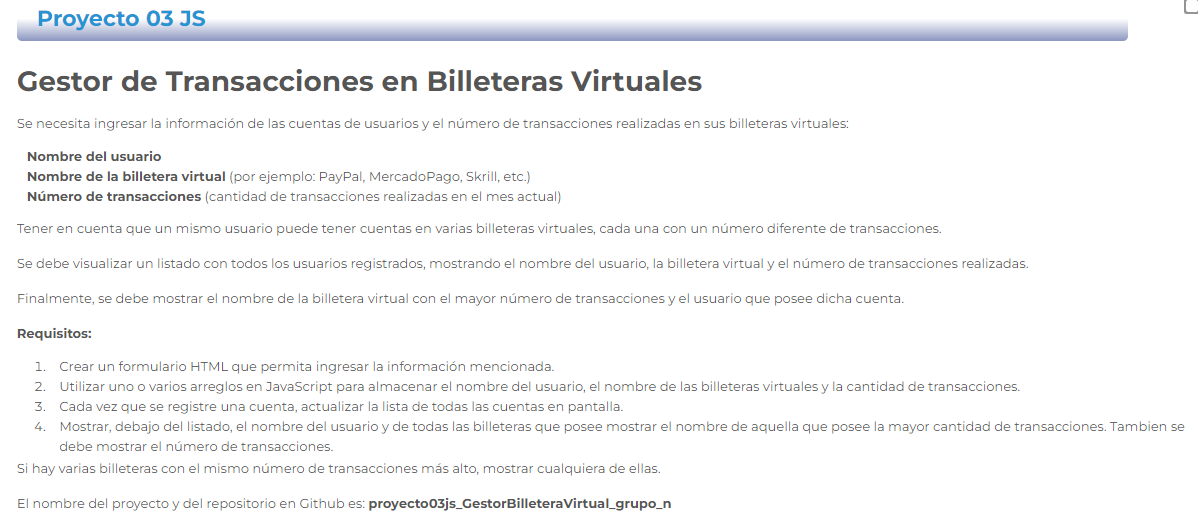 Proyecto 03 JS
Gestor de Transacciones en Billeteras Virtuales
Se necesita ingresar la información de las cuentas de usuarios y el número de transacciones realizadas en sus billeteras virtuales:
Nombre del usuario
Nombre de la billetera virtual (por ejemplo: PayPal, MercadoPago, Skrill, etc.)
Número de transacciones (cantidad de transacciones realizadas en el mes actual)
Tener en cuenta que un mismo usuario puede tener cuentas en varias billeteras virtuales, cada una con un número diferente de transacciones.
Se debe visualizar un listado con todos los usuarios registrados, mostrando el nombre del usuario, la billetera virtual y el número de transacciones realizadas.
Finalmente, se debe mostrar el nombre de la billetera virtual con el mayor número de transacciones y el usuario que posee dicha cuenta.
Requisitos:
1. Crear un formulario HTML que permita ingresar la información mencionada.
2. Utilizar uno o varios arreglos en JavaScript para almacenar el nombre del usuario, el nombre de las billeteras virtuales y la cantidad de transacciones.
3. Cada vez que se registre una cuenta, actualizar la lista de todas las cuentas en pantalla.
4. Mostrar, debajo del listado, el nombre del usuario y de todas las billeteras que posee mostrar el nombre de aquella que posee la mayor cantidad de transacciones. Tambien se
debe mostrar el número de transacciones.
Si hay varias billeteras con el mismo número de transacciones más alto, mostrar cualquiera de ellas.
El nombre del proyecto y del repositorio en Github es: proyecto03js_GestorBilleteraVirtual_grupo_n